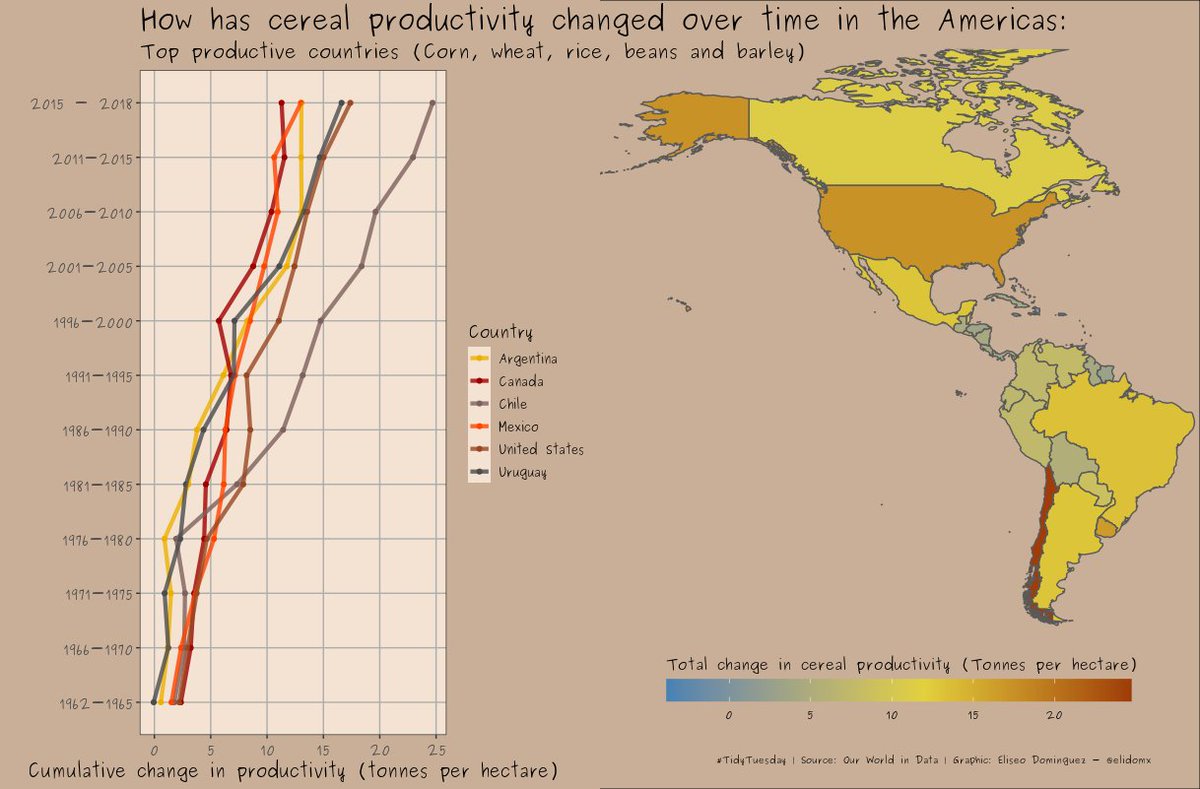 How has cereal productivity changed over time in the Americas:
Top productive countries (Corn, wheat, rice, beans and barley)
2015 - 2018
2011-2015
2006-2010
2001-2005
1996-2000
1991-1995
1986-1990
1981-1985
1976-1980
1971-1975
1966-1970
1962-1965
0 5 10 15 20 25
Cumulative change in productivity (tonnes per hectare)
Country
Argentina
Canada
Chile
Mexico
United States
Uruguay
Total change in cereal productivity (Tonnes per hectare)
0 5 10 15 20
#TidyTuesday | Source: Our World in Data | Graphic: Eliseo Dominguez - @elidomx